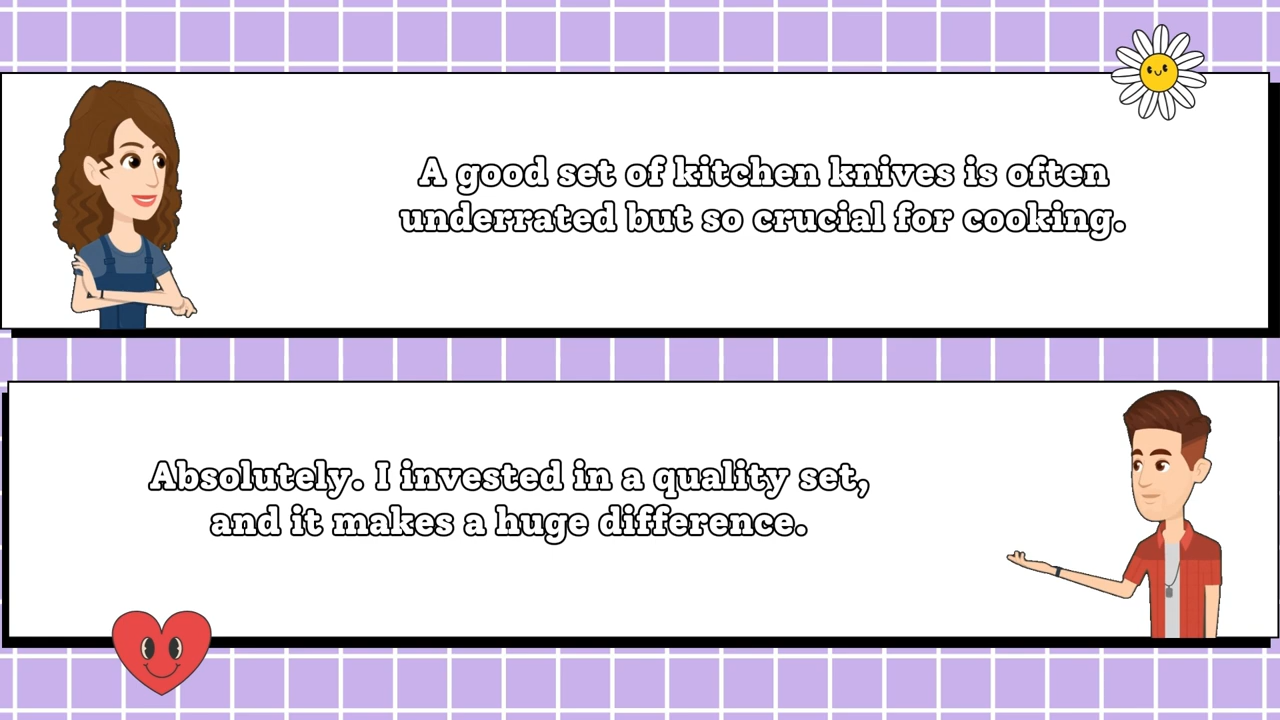 A good set of kitchen knives is often
underrated but so crucial for cooking.
Absolutely. I invested in a quality set,
and it makes a huge difference.